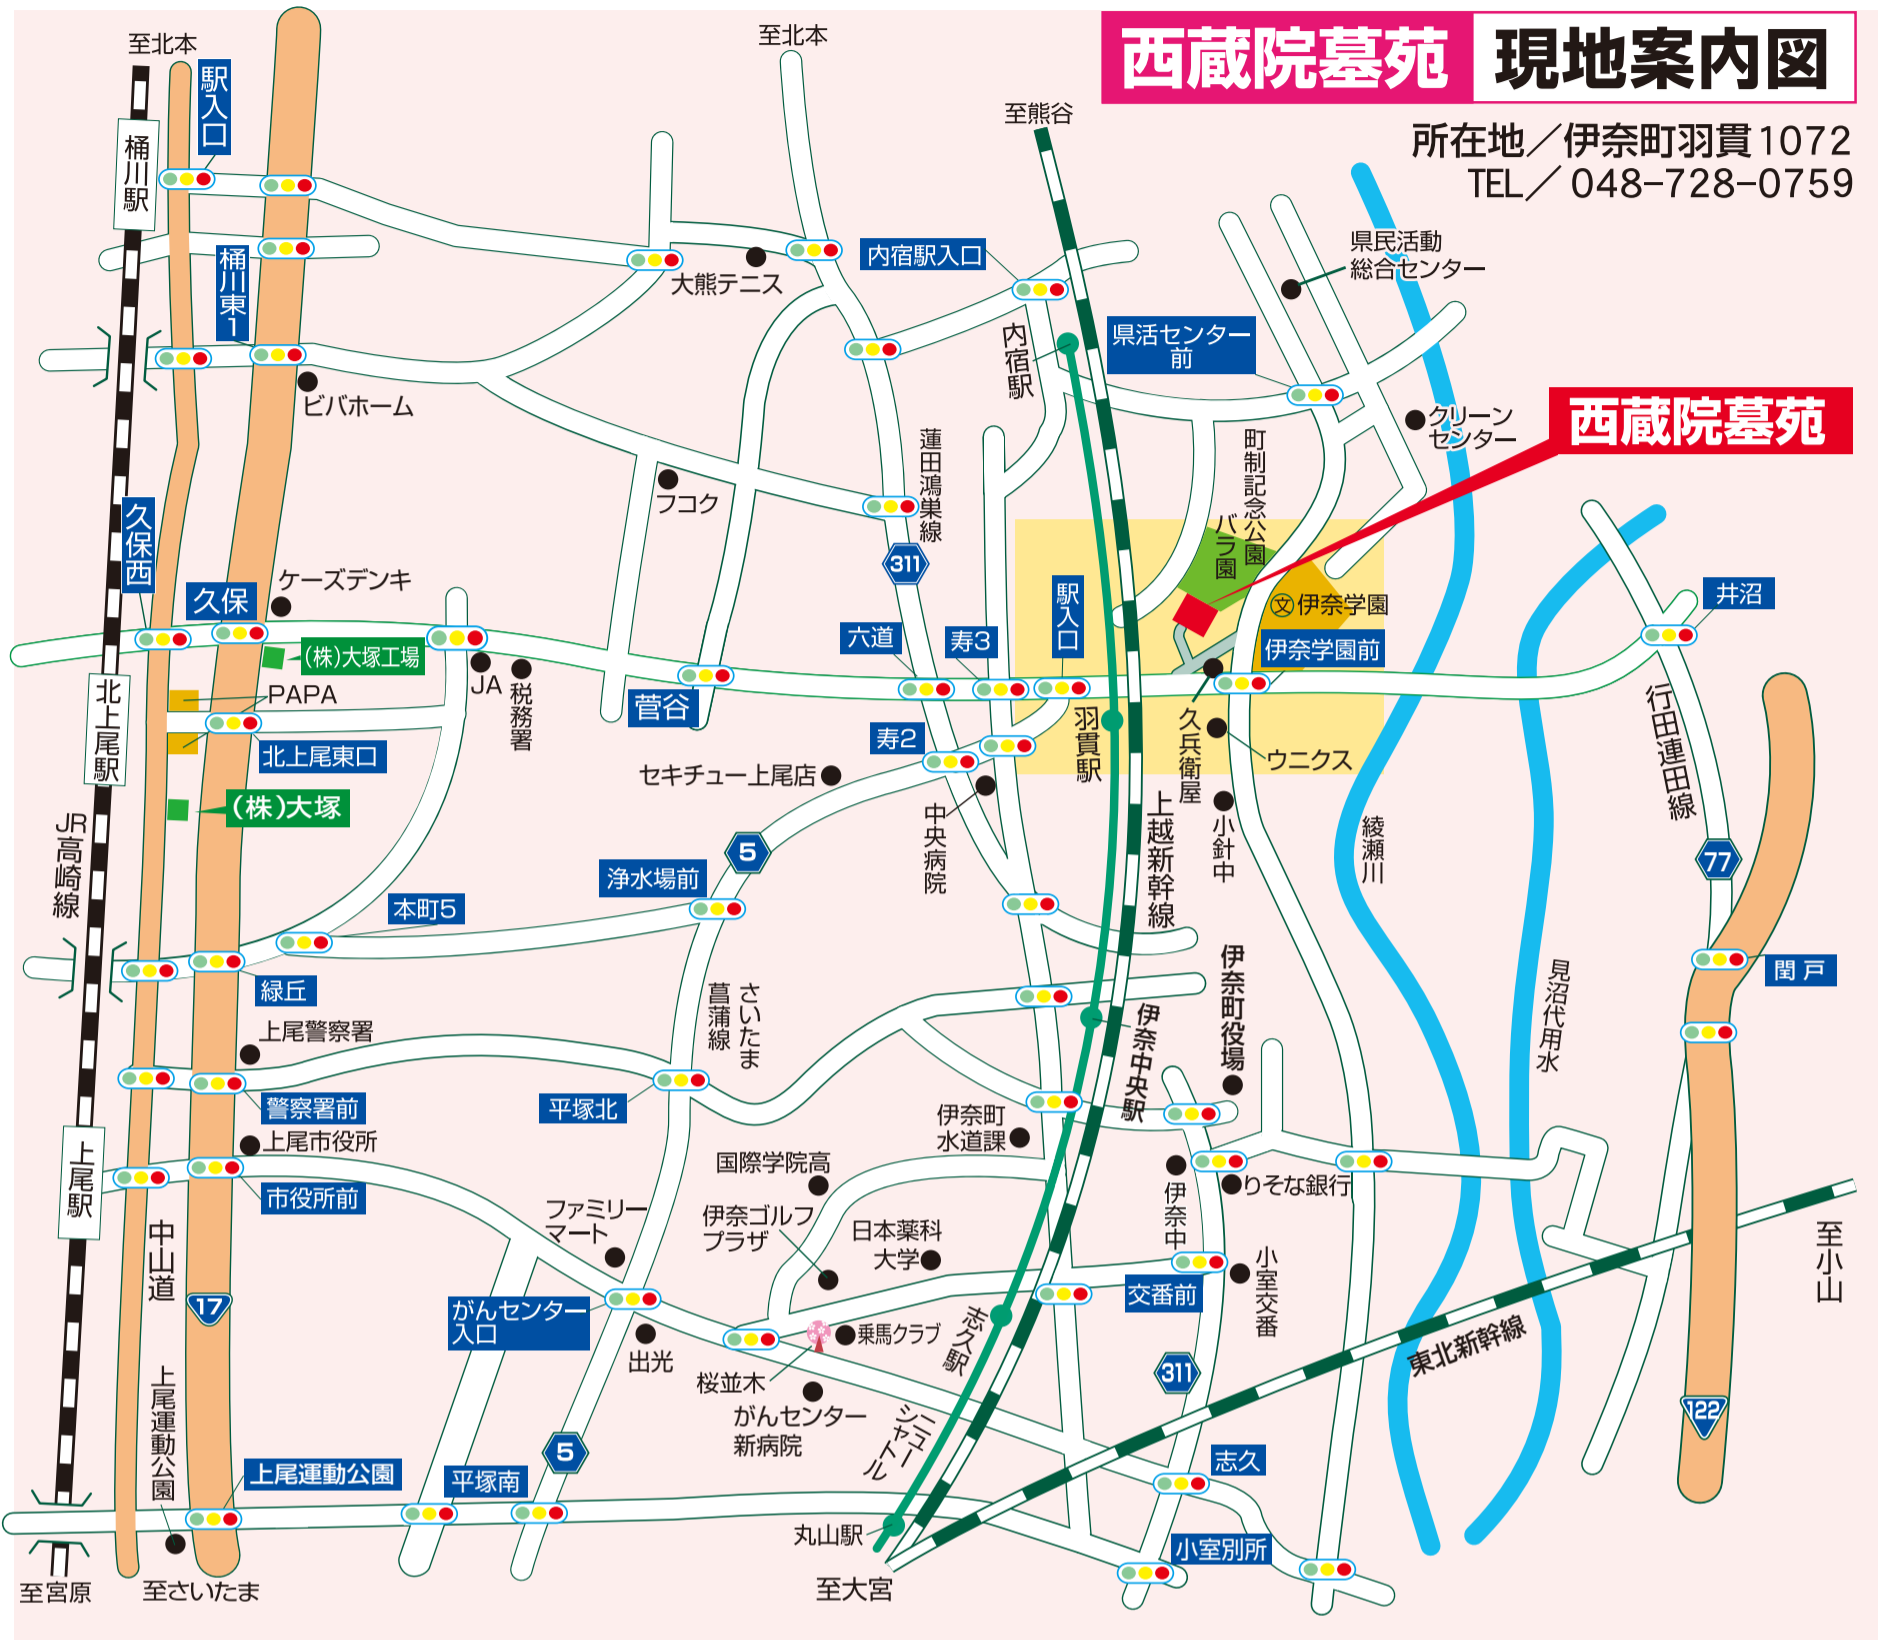 西蔵院墓苑 現地案内図
所在地／伊奈町羽貫1072
TEL／048−728−0759
至北本
駅入口
桶川駅
桶川東1
ビバホーム
至北本
大熊テニス
至熊谷
内宿駅入口
内宿駅
県民活動
総合センター
県活センター
前
クリーン
センター
西蔵院墓苑
フコク
蓮田鴻巣線
311
町制記念公園
バラ園
文 伊奈学園
伊奈学園前
久保西
久保
ケーズデンキ
(株)大塚工場
PAPA
北上尾駅
北上尾東口
(株)大塚
JA
税務署
菅谷
六道
寿3
駅入口
寿2
羽貫駅
久兵衛屋
ウニクス
井沼
行田連田線
77
セキチュー上尾店
中央病院
上越新幹線
小針中
綾瀬川
JR高崎線
5
浄水場前
本町5
緑丘
さいたま
菖蒲線
伊奈町役場
見沼代用水
閏戸
上尾警察署
警察署前
平塚北
伊奈中央駅
伊奈町
水道課
上尾市役所
上尾駅
市役所前
国際学院高
伊奈中
りそな銀行
ファミリー
マート
伊奈ゴルフ
プラザ
日本薬科
大学
中山道
17
がんセンター
入口
出光
乗馬クラブ
桜並木
がんセンター
新病院
志久駅
交番前
小室交番
至小山
東北新幹線
311
122
ニュー
シャトル
上尾運動公園
上尾運動公園
平塚南
5
志久
丸山駅
小室別所
至宮原
至さいたま
至大宮